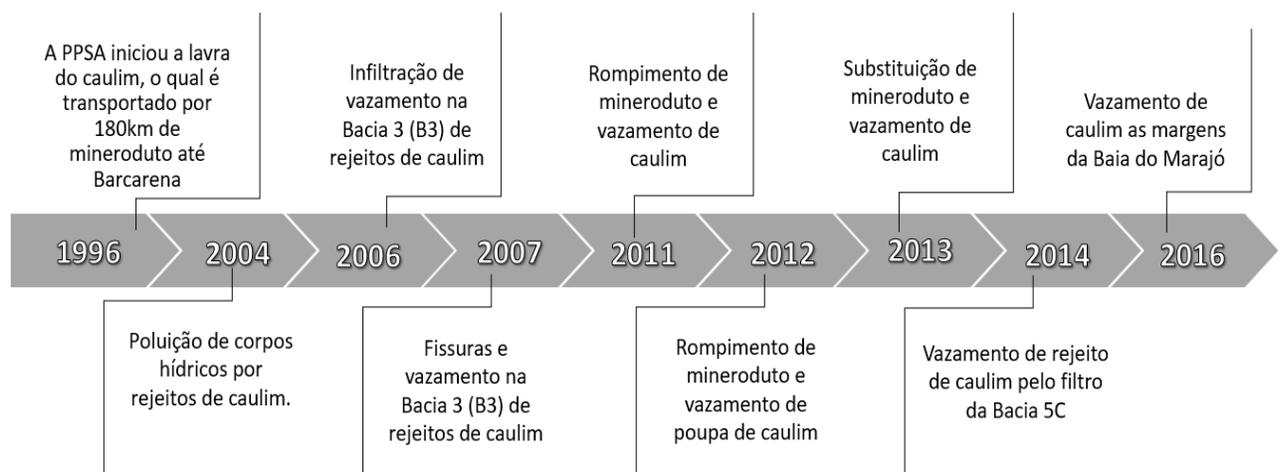 A PPSA iniciou a lavra
do caulim, o qual é
transportado por
180km de
mineroduto até
Barcarena
Infiltração de
vazamento na
Bacia 3 (B3) de
rejeitos de caulim
Rompimento de
mineroduto e
vazamento de
caulim
Substituição de
mineroduto e
vazamento de
caulim
Vazamento de
caulim as margens
da Baia do Marajó
1996
2004
2006
2007
2011
2012
2013
2014
2016
Poluição de corpos
hídricos por
rejeitos de caulim.
Fissuras e
vazamento na
Bacia 3 (B3) de
rejeitos de caulim
Rompimento de
mineroduto e
vazamento de
poupa de caulim
Vazamento de rejeito
de caulim pelo filtro
da Bacia 5C